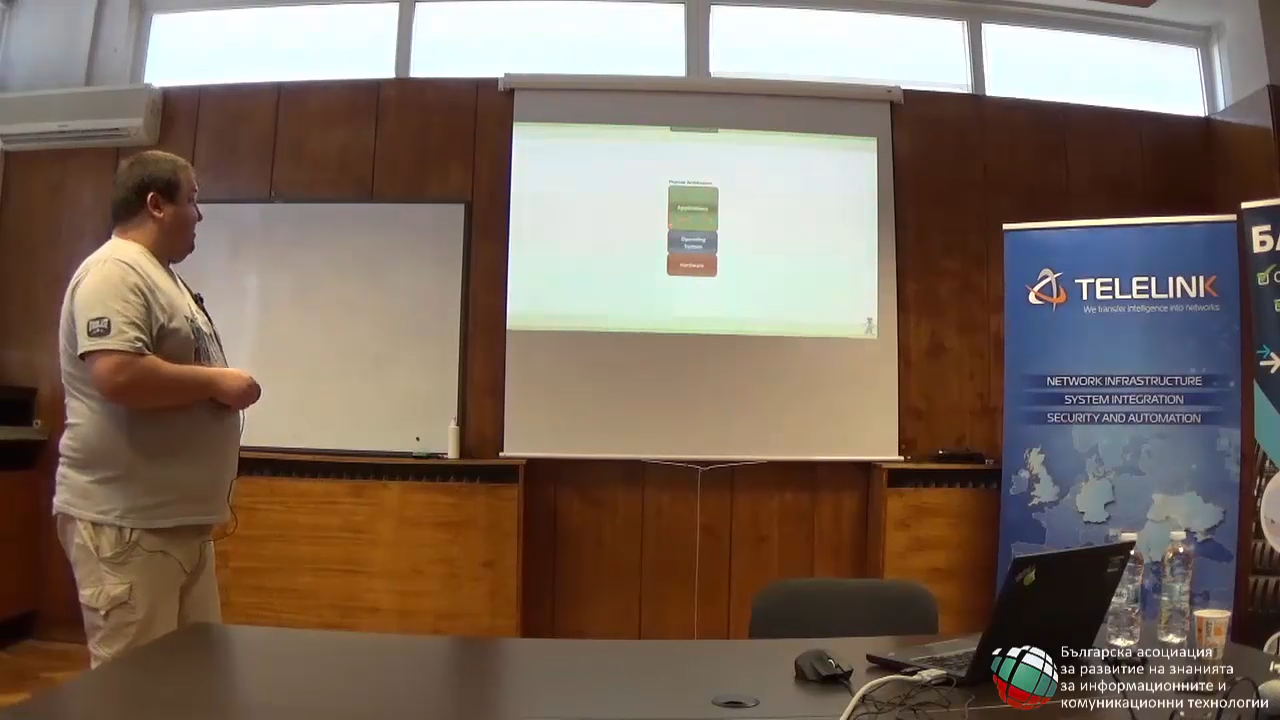 Applications
Operating
System
Hardware
TELELINK
We transfer intelligence into networks
NETWORK INFRASTRUCTURE
SYSTEM INTEGRATION
SECURITY AND AUTOMATION
Българска асоциация
за развитие на знанията
за информационните и
комуникационни технологии